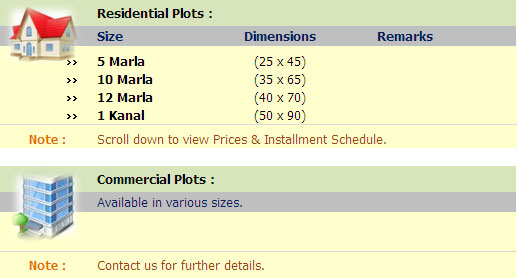 Residential Plots :
Size Dimensions Remarks
>> 5 Marla (25 x 45)
>> 10 Marla (35 x 65)
>> 12 Marla (40 x 70)
>> 1 Kanal (50 x 90)
Note : Scroll down to view Prices & Installment Schedule.
Commercial Plots :
Available in various sizes.
Note : Contact us for further details.